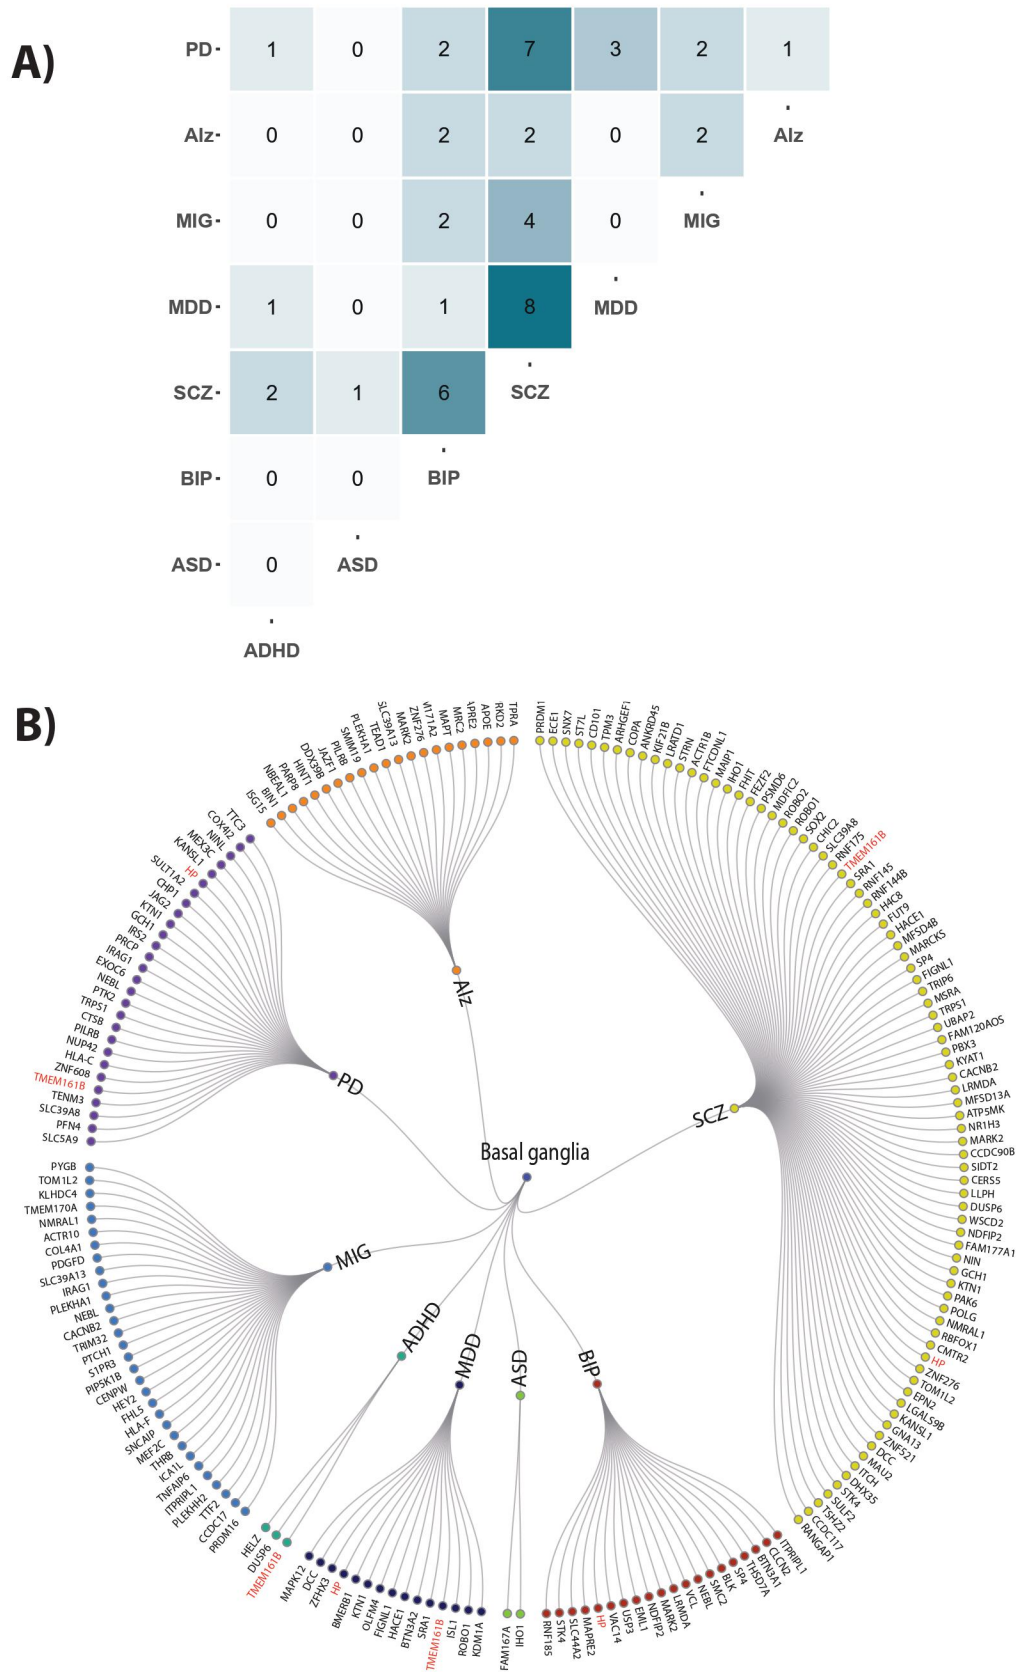 A)
PD 1 0 2 7 3 2 1
Alz 0 0 2 2 0 2 Alz
MIG 0 0 2 4 0 MIG
MDD 1 0 1 8 MDD
SCZ 2 1 6 SCZ
BIP 0 0 BIP
ASD 0 ASD
ADHD
B)
Basal ganglia
Alz
ISG15
BIN1
NBEAL1
PARP8
HINT1
DDX39B
JAZF1
PILRB
SMIM19
PLEKHA1
TEAD1
SLC39A13
MARK2
ZNF276
M171A2
MAPT
MRC2
APRE2
APOE
RKD2
TPRA
SCZ
PRDM1
ECE1
SNX7
ST7L
CD101
TPM3
ARHGEF1
COPA
ANKRD45
KIF21B
LRATD1
STRN
ACTR1B
FTCDNL1
MAIP1
IHO1
FHIT
FEZF2
PSMD6
MDFIC2
ROBO2
ROBO1
SOX2
CHIC2
SLC39A8
RNF175
TMEM161B
SRA1
RNF145
RNF144B
H4C8
FUT9
HACE1
MFSD4B
MARCKS
SP4
FIGNL1
TRIP6
MSRA
TRPS1
UBAP2
FAM120AOS
PBX3
KYAT1
CACNB2
LRMDA
MFSD13A
ATP5MK
NR1H3
MARK2
CCDC90B
SIDT2
CERS5
LLPH
DUSP6
WSCD2
NDFIP2
FAM177A1
NIN
GCH1
KTN1
PAK6
POLG
NMRAL1
RBFOX1
CMTR2
HP
ZNF276
TOM1L2
EPN2
LGALS9B
KANSL1
GNA13
ZNF521
DCC
MAU2
ITCH
DHX35
STK4
SULF2
TSHZ2
CCDC117
RANGAP1
BIP
ITPRIPL1
CLCN2
BTN3A1
THSD7A
SP4
BLK
SMC2
NEBL
VCL
LRMDA
MARK2
NDFIP2
EML1
USP3
VAC14
HP
MAPRE2
SLC44A2
STK4
RNF185
ASD
IHO1
FAM167A
MDD
KDM1A
ROBO1
ISL1
TMEM161B
SRA1
BTN3A2
HACE1
FIGNL1
OLFM4
KTN1
BMERB1
HP
ZFHX3
DCC
MAPK12
ADHD
TMEM161B
DUSP6
HELZ
MIG
PRDM16
CCDC17
TTF2
PLEKHH2
ITPRIPL1
TNFAIP6
ICA1L
THRB
MEF2C
SNCAIP
HLA-F
FHL5
HEY2
CENPW
PIP5K1B
S1PR3
PTCH1
TRIM32
CACNB2
NEBL
PLEKHA1
IRAG1
SLC39A13
PDGFD
COL4A1
ACTR10
NMRAL1
TMEM170A
KLHDC4
TOM1L2
PYGB
PD
SLC5A9
PFN4
SLC39A8
TENM3
TMEM161B
ZNF608
HLA-C
NUP42
PILRB
CTSB
TRPS1
PTK2
NEBL
EXOC6
IRAG1
PRCP
IRS2
GCH1
KTN1
JAG2
CHP1
SULT1A2
HP
KANSL1
MEX3C
NINL
COX4I2
TTC3